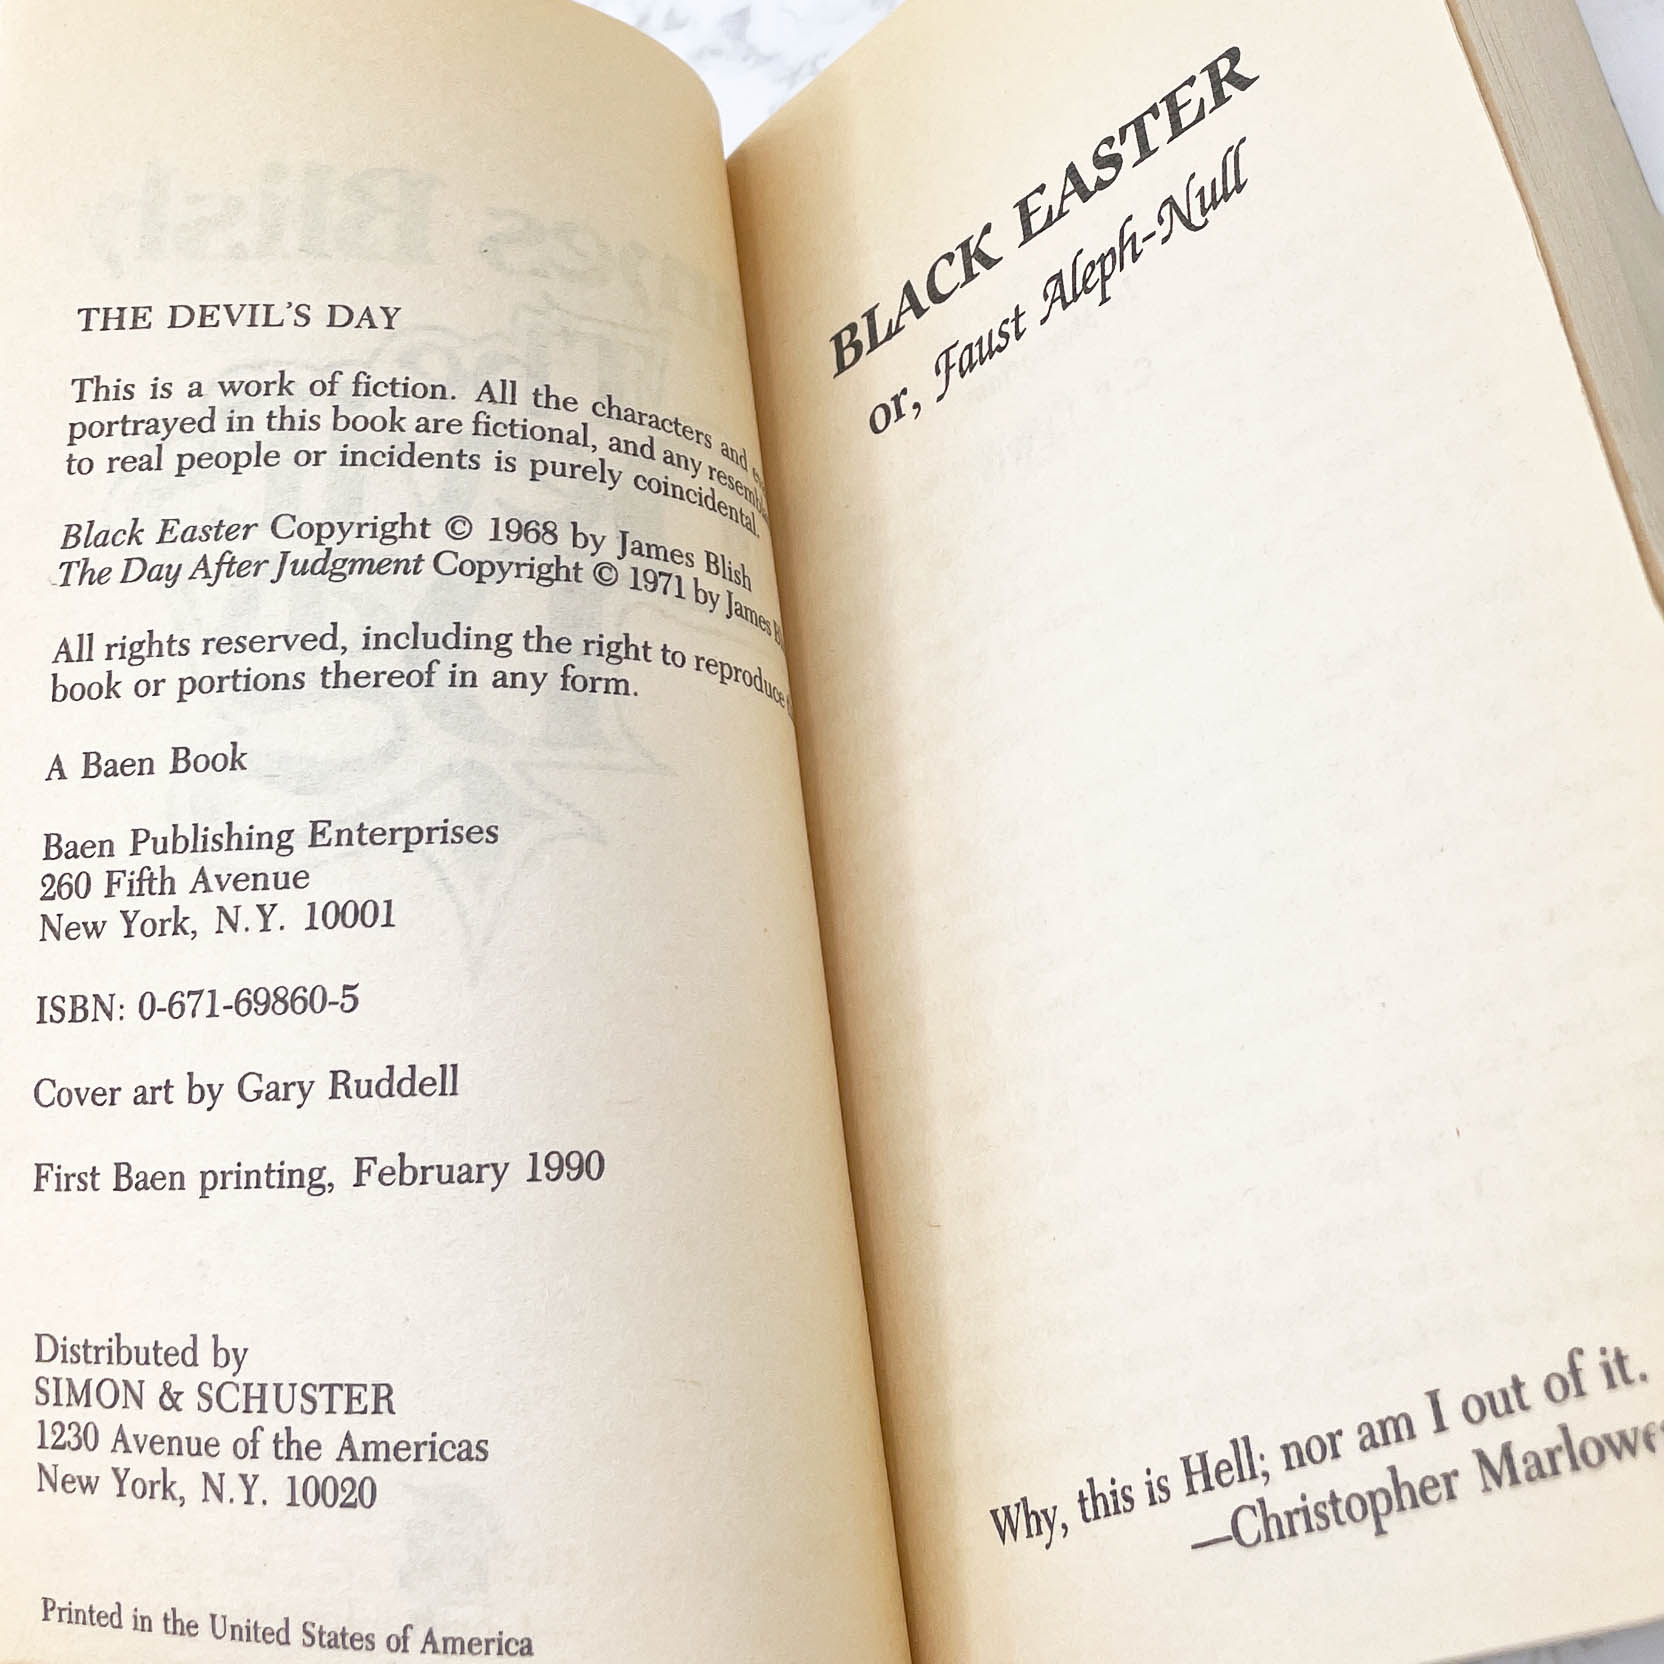 THE DEVIL'S DAY
This is a work of fiction. All the characters and
portrayed in this book are fictional, and any
to real people or incidents is purely coincidental.
Black Easter Copyright © 1968 by James Blish
The Day After Judgment Copyright © 1971 by James
All rights reserved, including the right to reproduce
book or portions thereof in any form.
A Baen Book
Baen Publishing Enterprises
260 Fifth Avenue
New York, N.Y. 10001
ISBN: 0-671-69860-5
Cover art by Gary Ruddell
First Baen printing, February 1990
Distributed by
SIMON & SCHUSTER
1230 Avenue of the Americas
New York, N.Y. 10020
Printed in the United States of America
BLACK EASTER
or, Faust Aleph-Null
Why, this is Hell; nor am I out of it.
—Christopher Marlowe